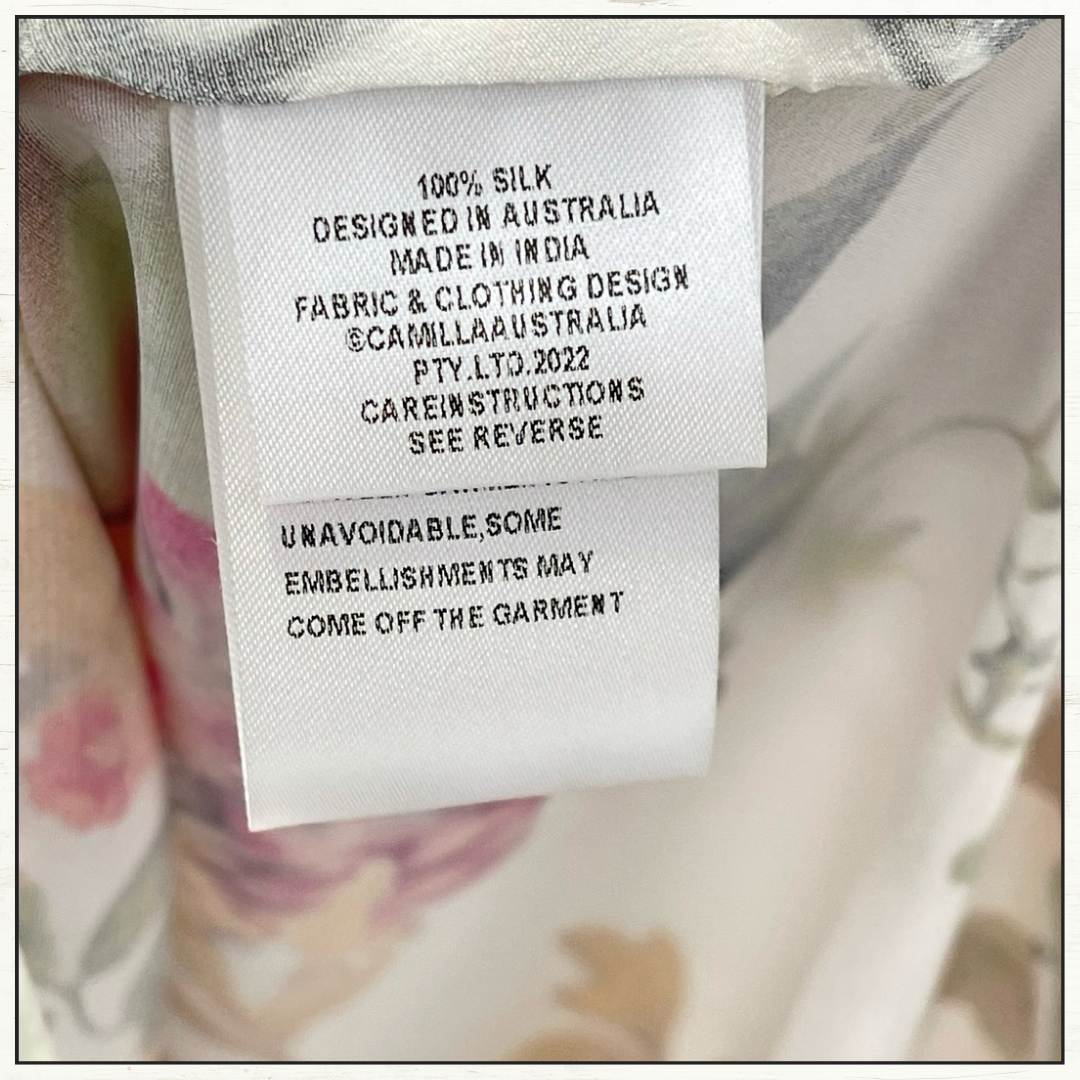 100% SILK
DESIGNED IN AUSTRALIA
MADE IN INDIA
FABRIC & CLOTHING DESIGN
©CAMILLAAUSTRALIA
PTY.LTD.2022
CAREINSTRUCTIONS
SEE REVERSE
UNAVOIDABLE,SOME
EMBELLISHMENTS MAY
COME OFF THE GARMENT